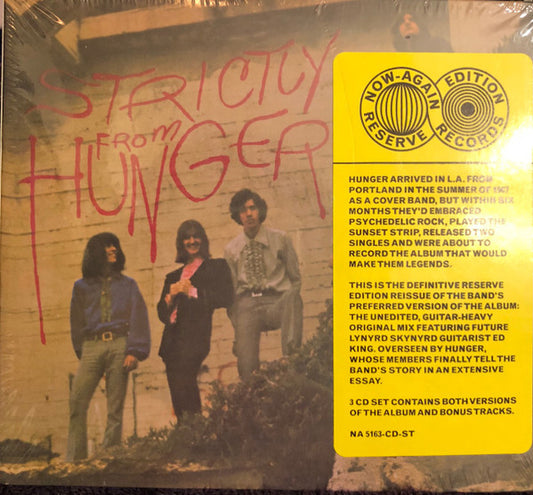 STRICTLY
FROM
HUNGER
NOW-AGAIN
RESERVE
EDITION
RECORDS
HUNGER ARRIVED IN L.A. FROM
PORTLAND IN THE SUMMER OF 1967
AS A COVER BAND, BUT WITHIN SIX
MONTHS THEY'D EMBRACED
PSYCHEDELIC ROCK, PLAYED THE
SUNSET STRIP, RELEASED TWO
SINGLES AND WERE ABOUT TO
RECORD THE ALBUM THAT WOULD
MAKE THEM LEGENDS.
THIS IS THE DEFINITIVE RESERVE
EDITION REISSUE OF THE BAND'S
PREFERRED VERSION OF THE ALBUM:
THE UNEDITED, GUITAR-HEAVY
ORIGINAL MIX FEATURING FUTURE
LYNYRD SKYNYRD GUITARIST ED
KING. OVERSEEN BY HUNGER,
WHOSE MEMBERS FINALLY TELL THE
BAND'S STORY IN AN EXTENSIVE
ESSAY.
3 CD SET CONTAINS BOTH VERSIONS
OF THE ALBUM AND BONUS TRACKS.
NA 5163-CD-ST